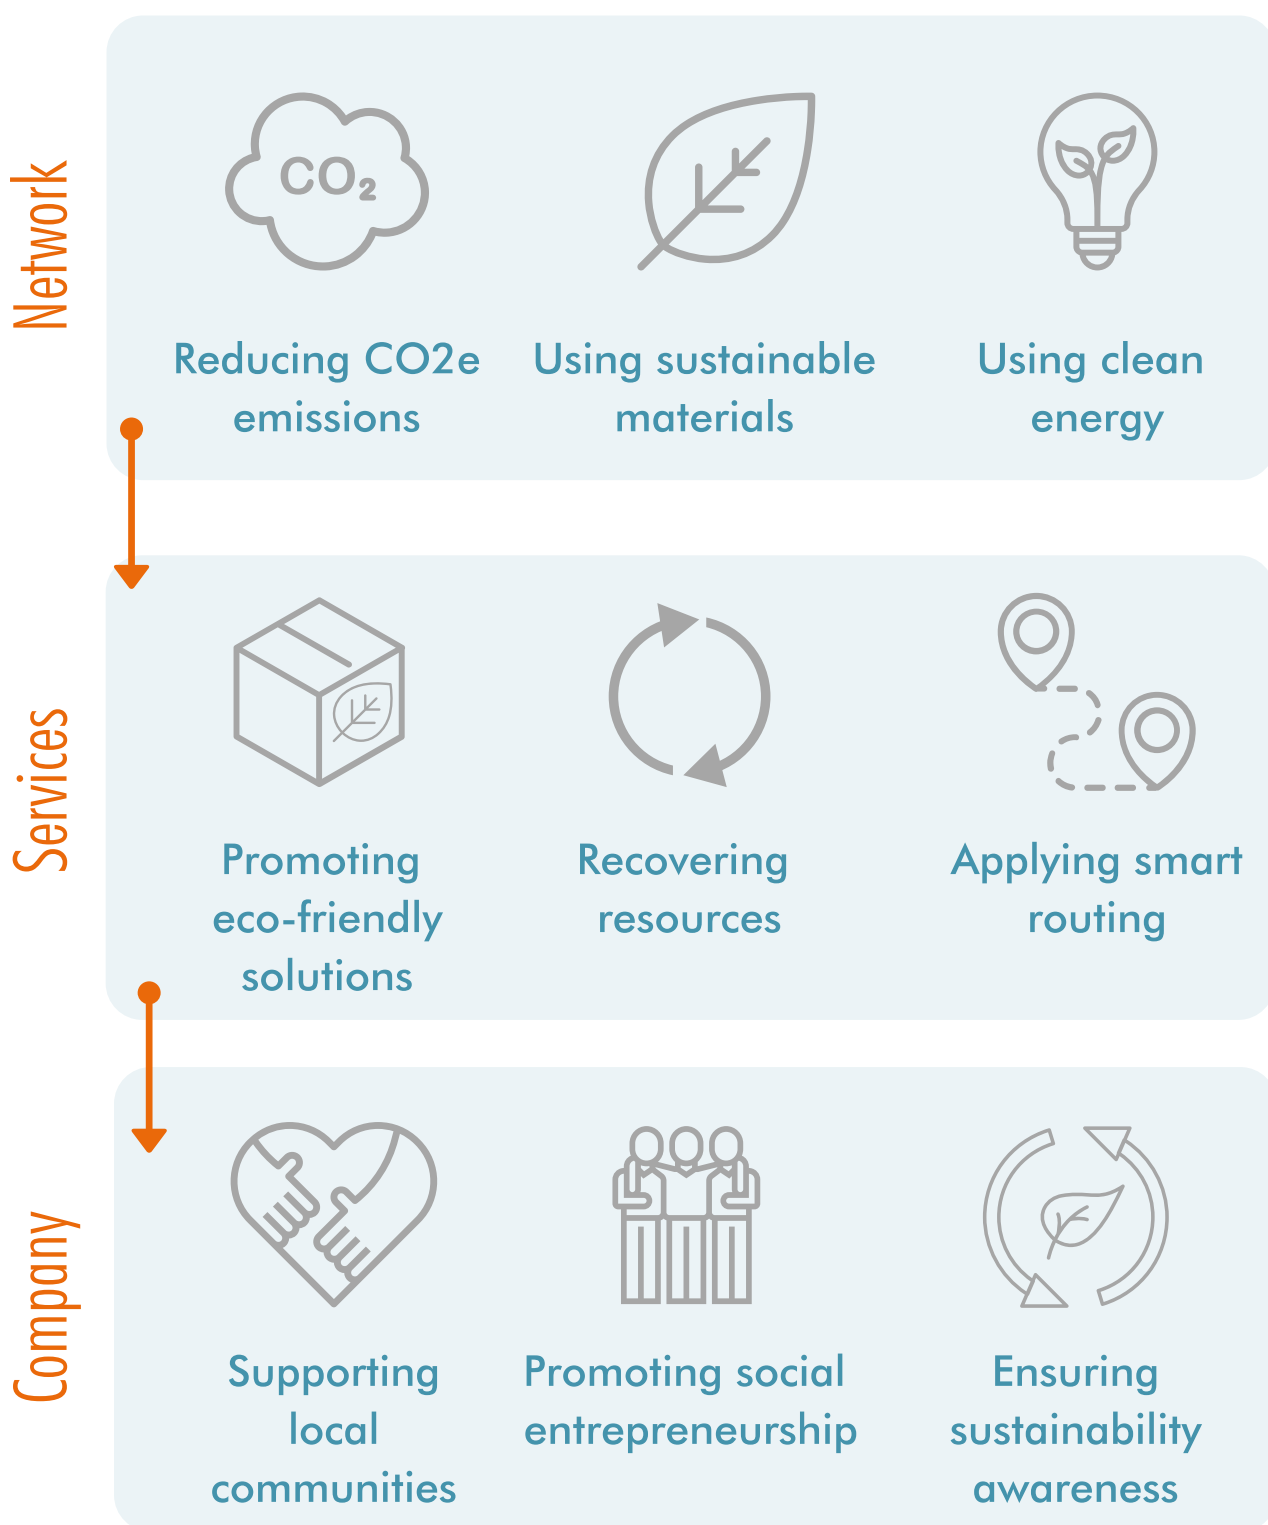 Network
CO₂
Reducing CO2e
emissions
Using sustainable
materials
Using clean
energy
Services
Promoting
eco-friendly
solutions
Recovering
resources
Applying smart
routing
Company
Supporting
local
communities
Promoting social
entrepreneurship
Ensuring
sustainability
awareness